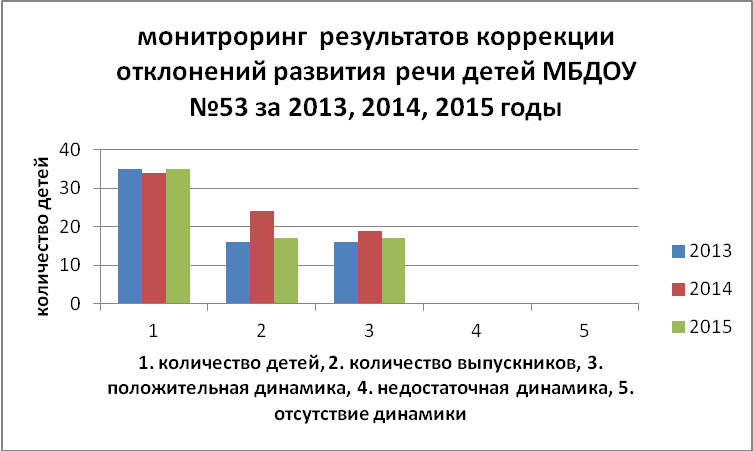 монитроринг результатов коррекции
отклонений развития речи детей МБДОУ
№53 за 2013, 2014, 2015 годы
количество детей
40
30
20
10
0
1 2 3 4 5
2013
2014
2015
1. количество детей, 2. количество выпускников, 3.
положительная динамика, 4. недостаточная динамика, 5.
отсутствие динамики